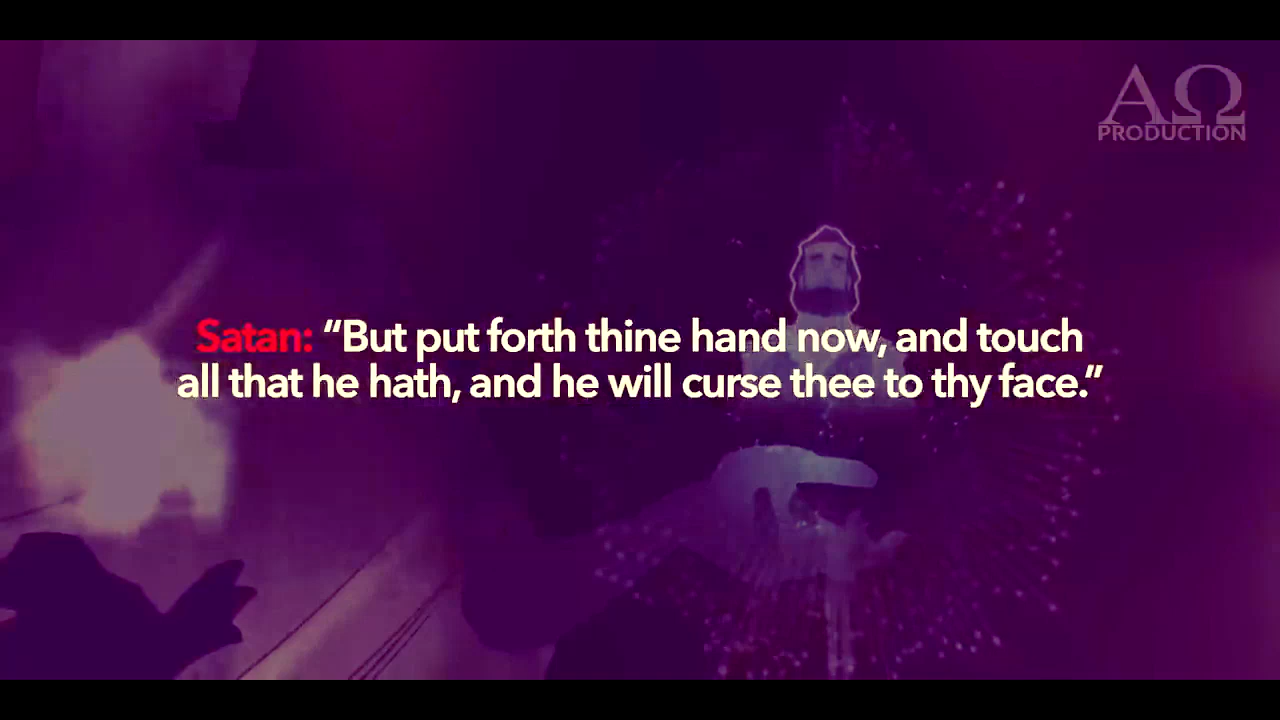 ΑΩ
PRODUCTION
Satan: “But put forth thine hand now, and touch
all that he hath, and he will curse thee to thy face.”